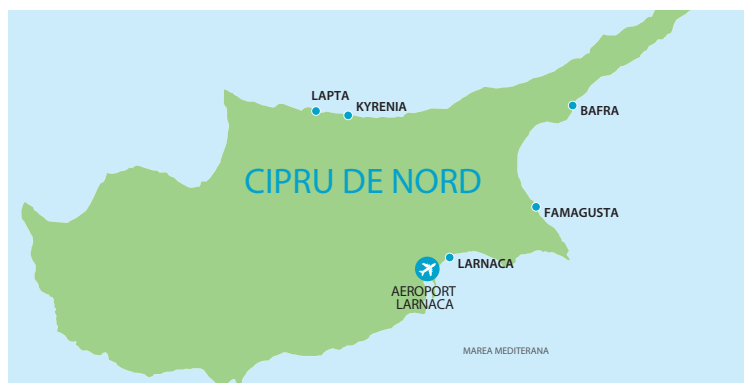 LAPTA
KYRENIA
BAFRA
CIPRU DE NORD
FAMAGUSTA
LARNACA
AEROPORT
LARNACA
MAREA MEDITERANA